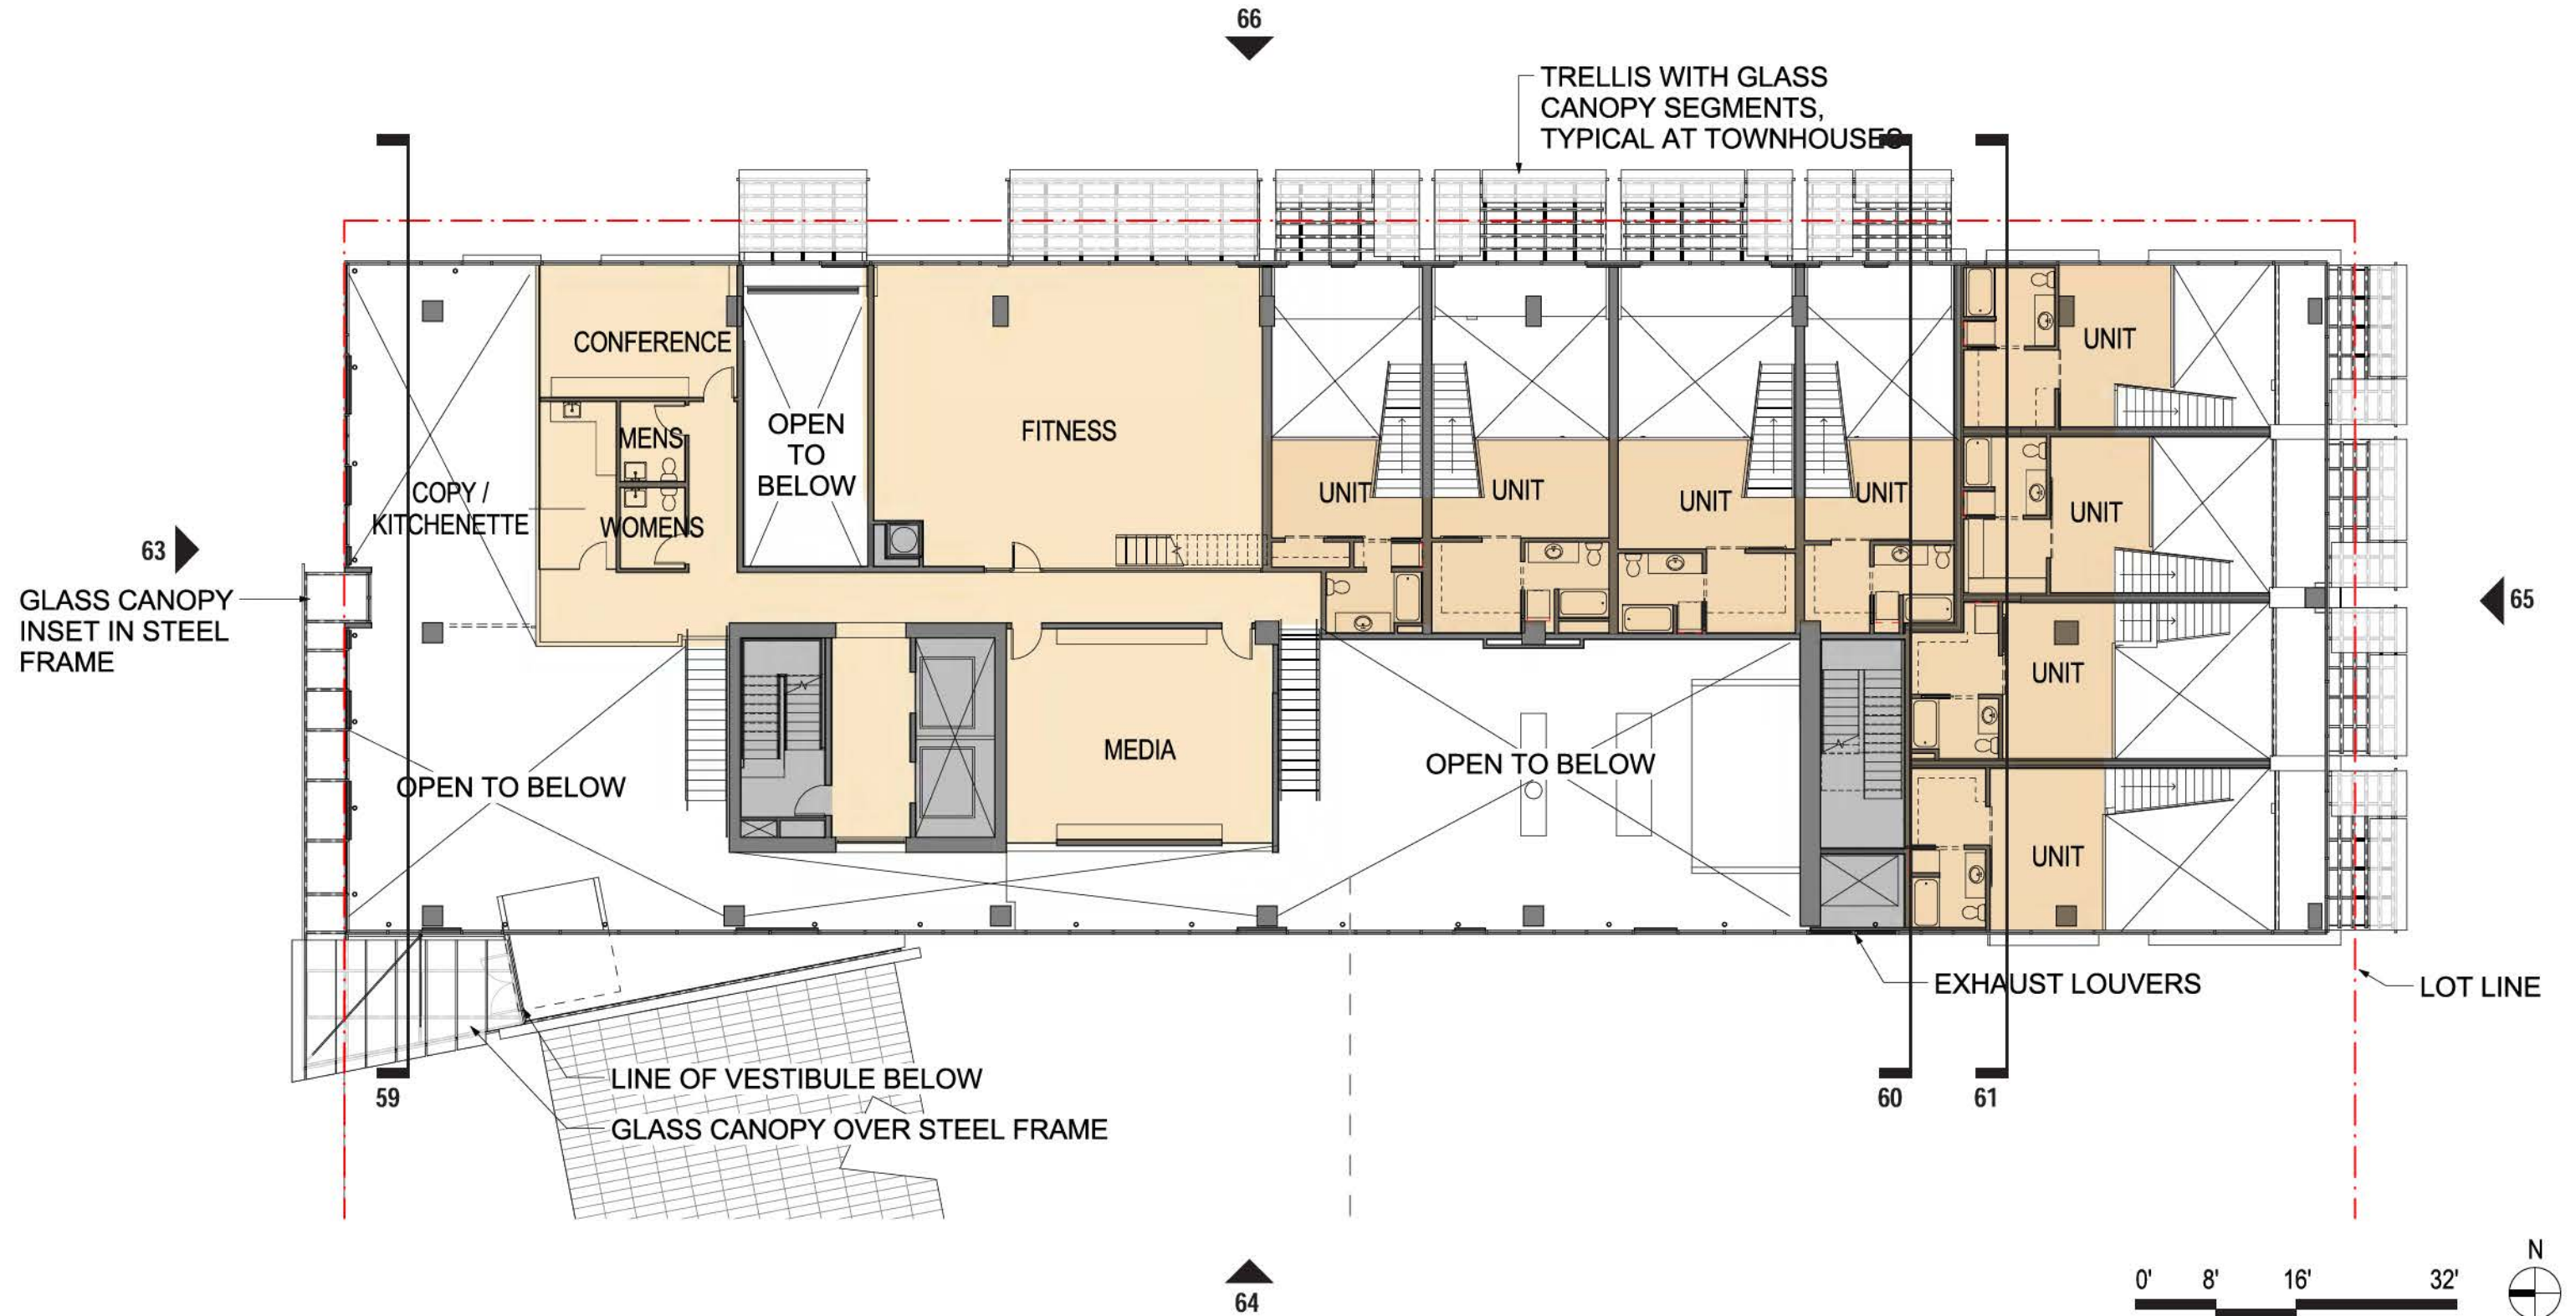 66
TRELLIS WITH GLASS
CANOPY SEGMENTS,
TYPICAL AT TOWNHOUSES
CONFERENCE
UNIT
MENS
OPEN
TO
BELOW
FITNESS
COPY /
KITCHENETTE
WOMENS
UNIT
UNIT
UNIT
UNIT
UNIT
63
GLASS CANOPY
INSET IN STEEL
FRAME
65
UNIT
MEDIA
OPEN TO BELOW
OPEN TO BELOW
UNIT
EXHAUST LOUVERS
LOT LINE
LINE OF VESTIBULE BELOW
59
60
61
GLASS CANOPY OVER STEEL FRAME
64
N
0' 8' 16' 32'